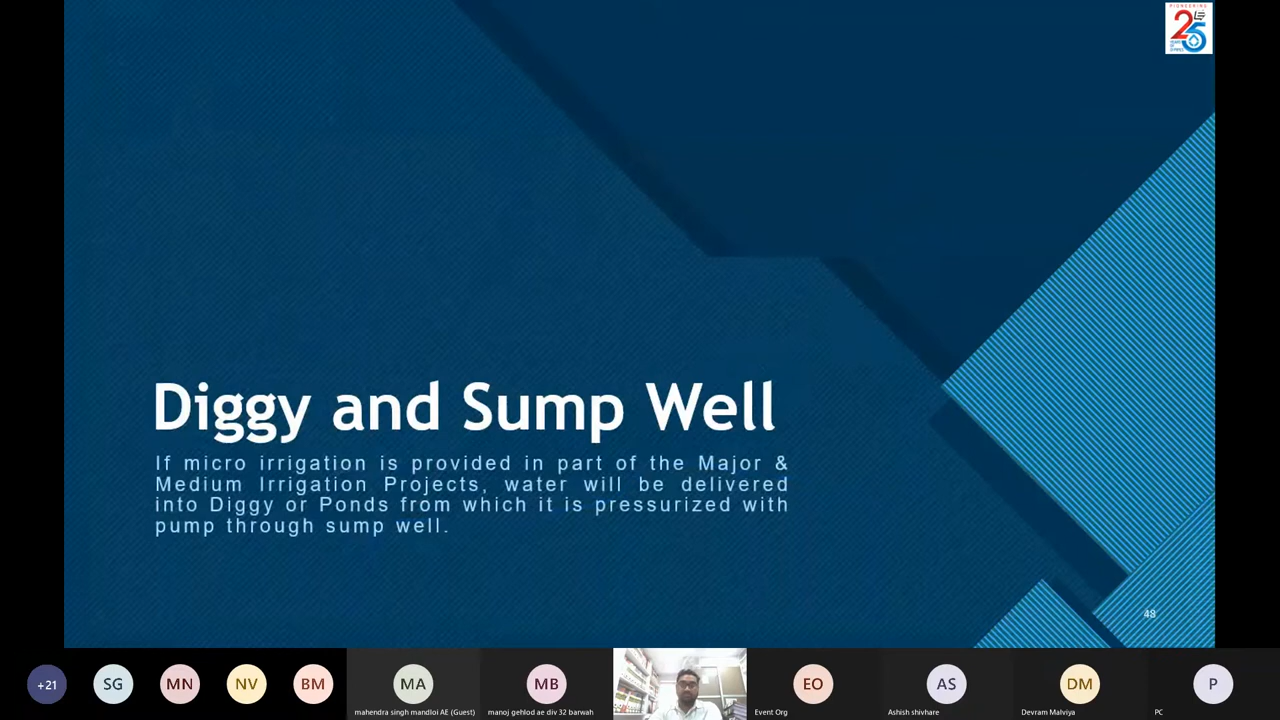 PIONEERING
25
Diggy and Sump Well
If micro irrigation is provided in part of the Major &
Medium Irrigation Projects, water will be delivered
into Diggy or Ponds from which it is pressurized with
pump through sump well.
48
+21
SG
MN
NV
BM
MA
MB
EO
AS
DM
P
mahendra singh mandloi AE (Guest)
manoj gehlod ae div 32 barwah
Event Org
Ashish shivhare
Devram Malviya
PC